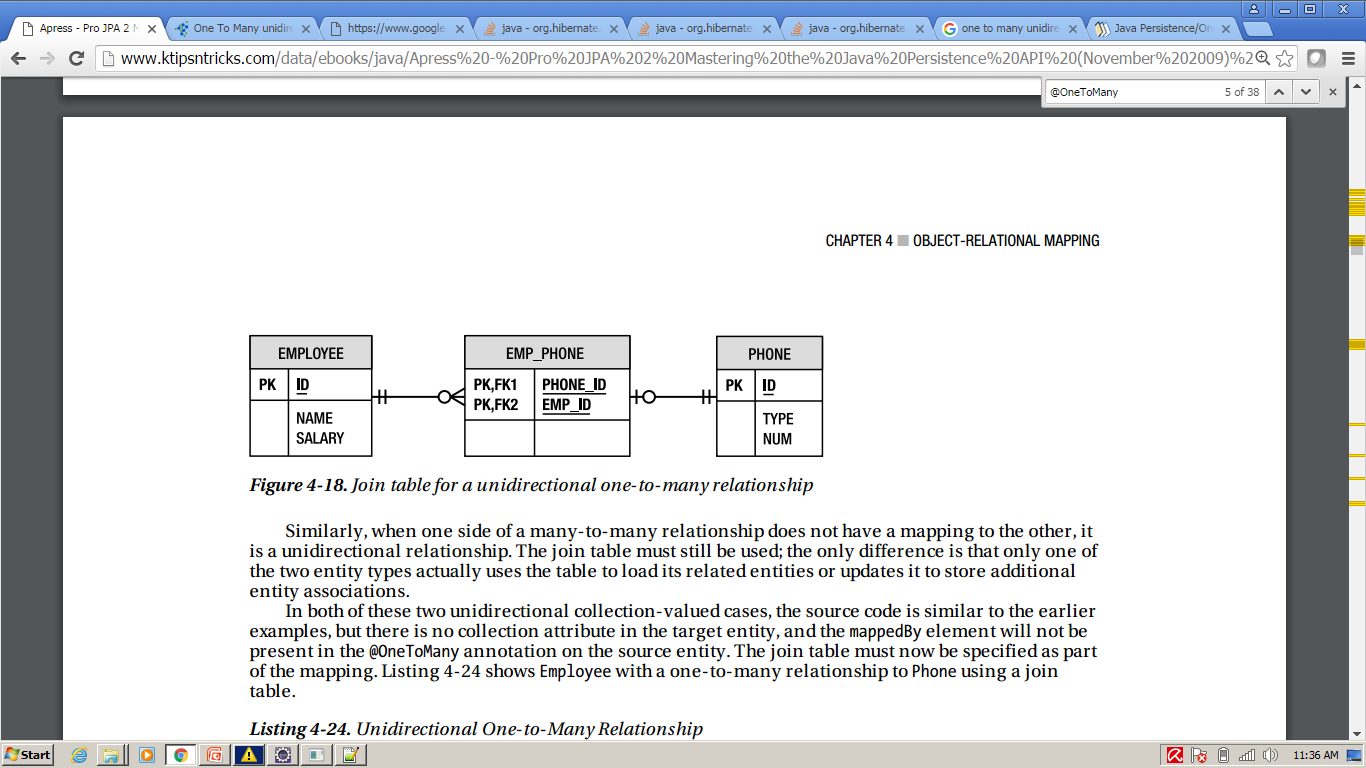 Apress - Pro JPA 2 M
One To Many unidire
https://www.google
java - org.hibernate
java - org.hibernate
java - org.hibernate
one to many unidire
Java Persistence/On
www.ktipsntricks.com/data/ebooks/java/Apress%20-%20Pro%20JPA%202%20Mastering%20the%20Java%20Persistence%20API%20(November%202009)%2
@OneToMany 5 of 38
CHAPTER 4 ■ OBJECT-RELATIONAL MAPPING
EMPLOYEE EMP_PHONE PHONE
PK ID PK,FK1 PHONE_ID PK ID
PK,FK2 EMP_ID
NAME TYPE
SALARY NUM
Figure 4-18. Join table for a unidirectional one-to-many relationship
Similarly, when one side of a many-to-many relationship does not have a mapping to the other, it
is a unidirectional relationship. The join table must still be used; the only difference is that only one of
the two entity types actually uses the table to load its related entities or updates it to store additional
entity associations.
In both of these two unidirectional collection-valued cases, the source code is similar to the earlier
examples, but there is no collection attribute in the target entity, and the mappedBy element will not be
present in the @OneToMany annotation on the source entity. The join table must now be specified as part
of the mapping. Listing 4-24 shows Employee with a one-to-many relationship to Phone using a join
table.
Listing 4-24. Unidirectional One-to-Many Relationship
Start 11:36 AM